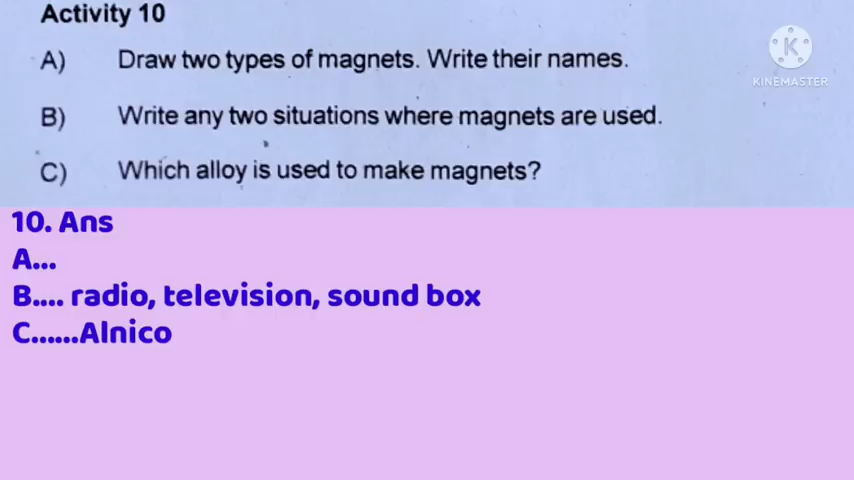 Activity 10
A) Draw two types of magnets. Write their names.
B) Write any two situations where magnets are used.
C) Which alloy is used to make magnets?
K
KINEMASTER
10. Ans
A...
B.... radio, television, sound box
C......Alnico